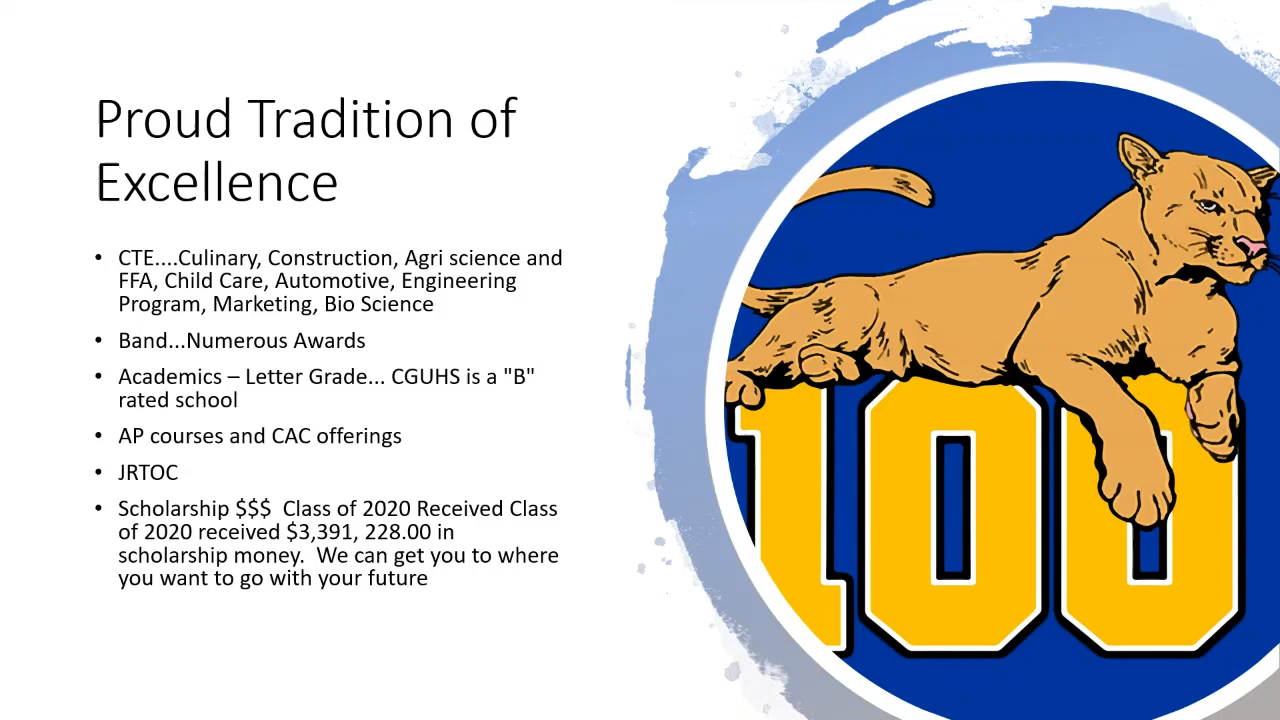 Proud Tradition of
Excellence
• CTE....Culinary, Construction, Agri science and
FFA, Child Care, Automotive, Engineering
Program, Marketing, Bio Science
• Band...Numerous Awards
• Academics – Letter Grade... CGUHS is a "B"
rated school
• AP courses and CAC offerings
• JRTOC
• Scholarship $$$  Class of 2020 Received Class
of 2020 received $3,391, 228.00 in
scholarship money.  We can get you to where
you want to go with your future
100